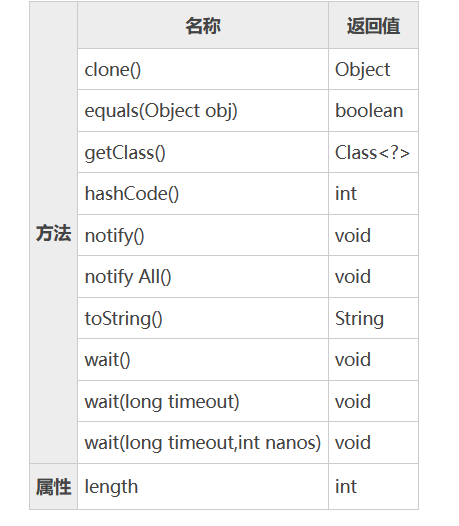 名称 返回值
clone() Object
equals(Object obj) boolean
getClass() Class<?>
hashCode() int
方法 notify() void
notify All() void
toString() String
wait() void
wait(long timeout) void
wait(long timeout,int nanos) void
属性 length int